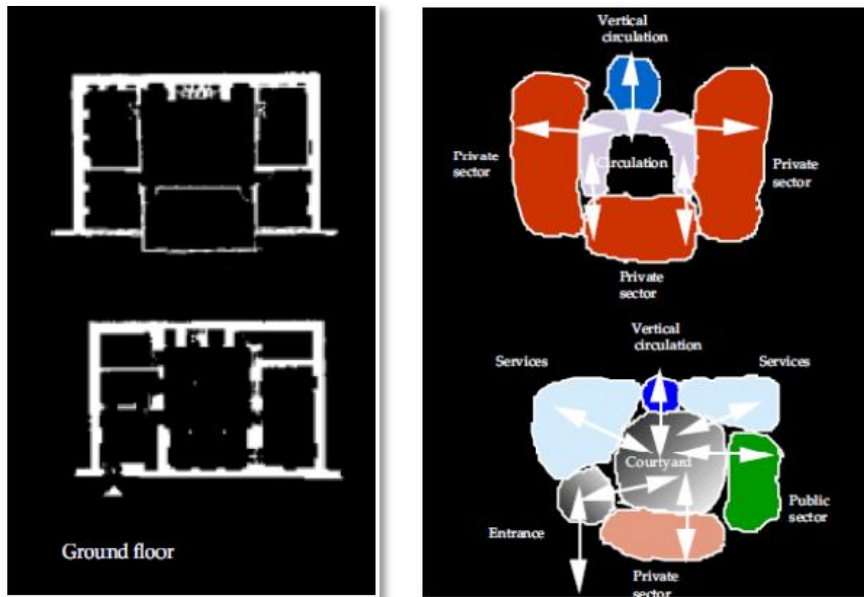 Ground floor
Vertical
circulation
Private
sector
Circulation
Private
sector
Private
sector
Vertical
circulation
Services
Services
Courtyard
Public
sector
Entrance
Private
sector